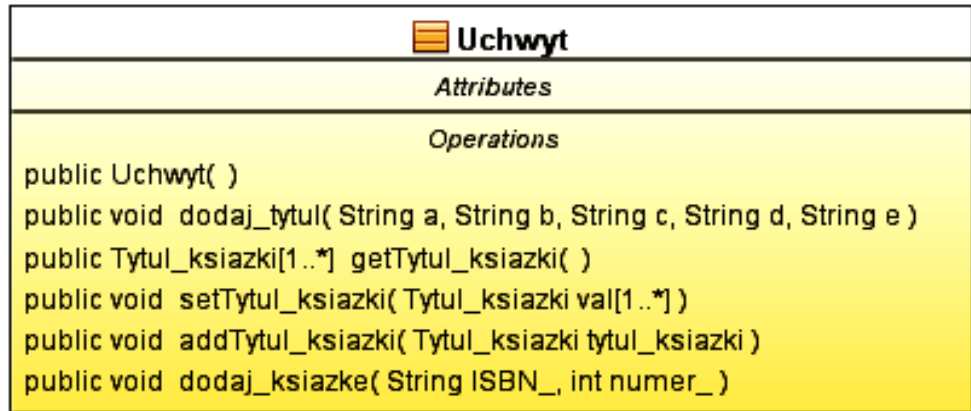 Uchwyt
Attributes
Operations
public Uchwyt( )
public void dodaj_tytul( String a, String b, String c, String d, String e )
public Tytul_ksiazki[1..*] getTytul_ksiazki( )
public void setTytul_ksiazki( Tytul_ksiazki val[1..*] )
public void addTytul_ksiazki( Tytul_ksiazki tytul_ksiazki )
public void dodaj_ksiazke( String ISBN_, int numer_ )